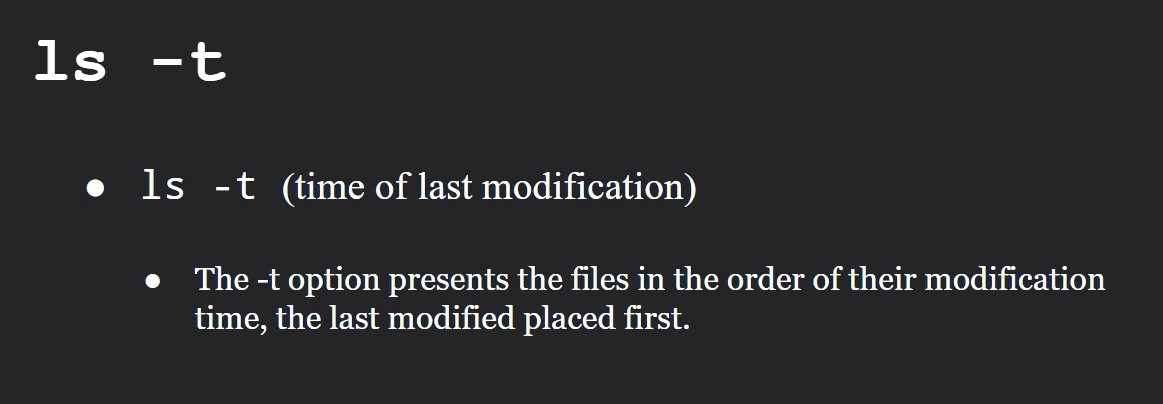 ls -t
● ls -t (time of last modification)
● The -t option presents the files in the order of their modification
time, the last modified placed first.